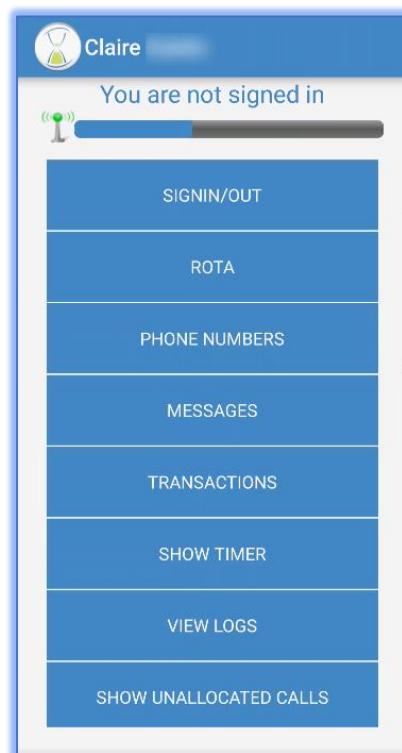 Claire
You are not signed in
SIGNIN/OUT
ROTA
PHONE NUMBERS
MESSAGES
TRANSACTIONS
SHOW TIMER
VIEW LOGS
SHOW UNALLOCATED CALLS